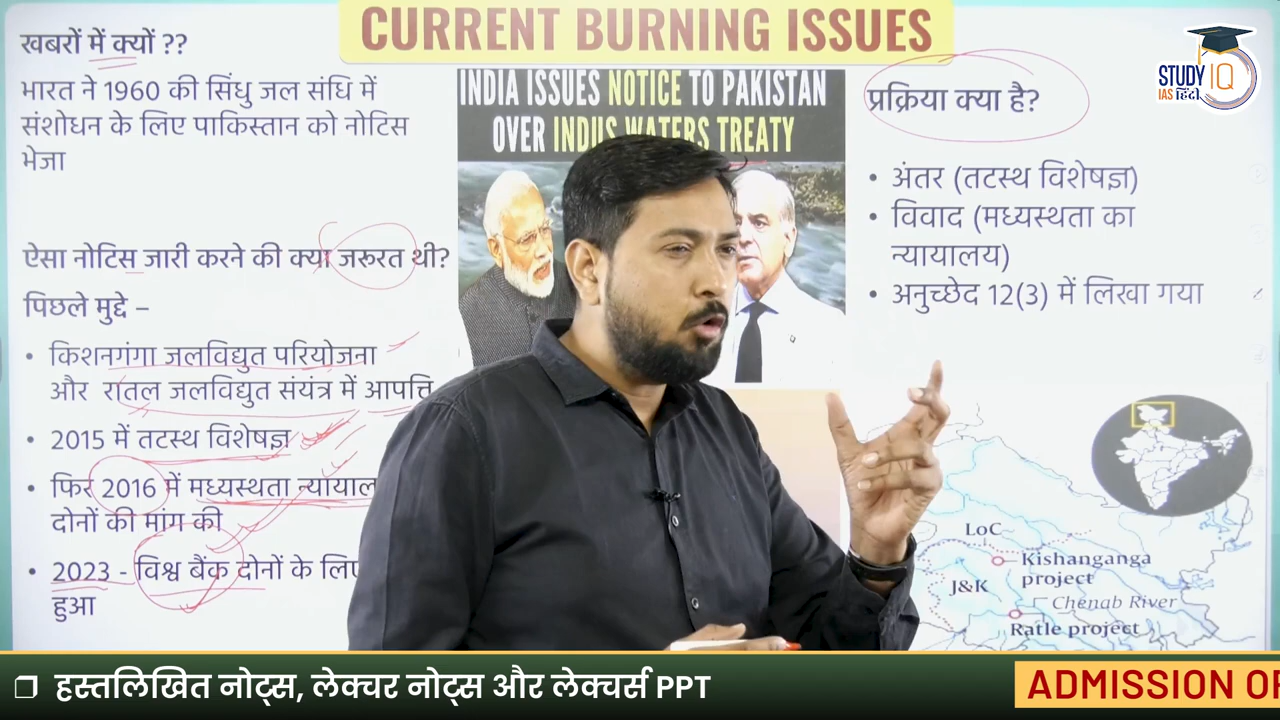 CURRENT BURNING ISSUES
STUDY IQ
IAS हिंदी
खबरों में क्यों ??
भारत ने 1960 की सिंधु जल संधि में
संशोधन के लिए पाकिस्तान को नोटिस
भेजा
ऐसा नोटिस जारी करने की क्या जरूरत थी?
पिछले मुद्दे –
• किशनगंगा जलविद्युत परियोजना
और रातल जलविद्युत संयंत्र में आपत्ति
• 2015 में तटस्थ विशेषज्ञ
• फिर 2016 में मध्यस्थता
दोनों की मांग की
• 2023 - विश्व बैंक दोनों के
हुआ
INDIA ISSUES NOTICE TO PAKISTAN
OVER INDUS WATERS TREATY
प्रक्रिया क्या है?
• अंतर (तटस्थ विशेषज्ञ)
• विवाद (मध्यस्थता का
न्यायालय)
• अनुच्छेद 12(3) में लिखा गया
LoC
Kishanganga
project
J&K
Chenab River
Ratle project
❐ हस्तलिखित नोट्स, लेक्चर नोट्स और लेक्चर्स PPT
ADMISSION